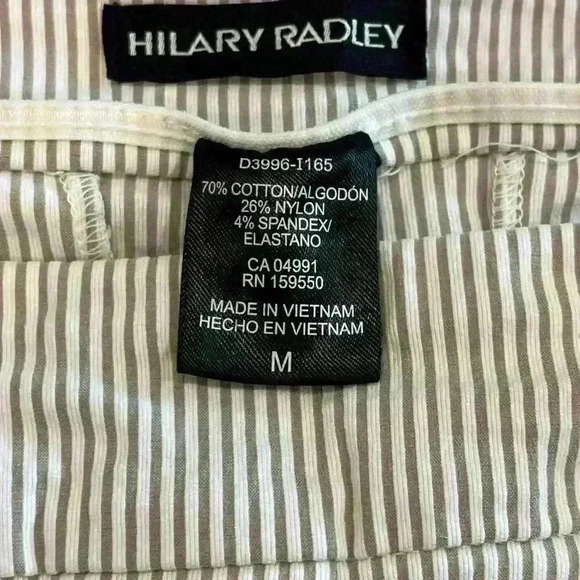 HILARY RADLEY
D3996-I165
70% COTTON/ALGODÓN
26% NYLON
4% SPANDEX/
ELASTANO
CA 04991
RN 159550
MADE IN VIETNAM
HECHO EN VIETNAM
M